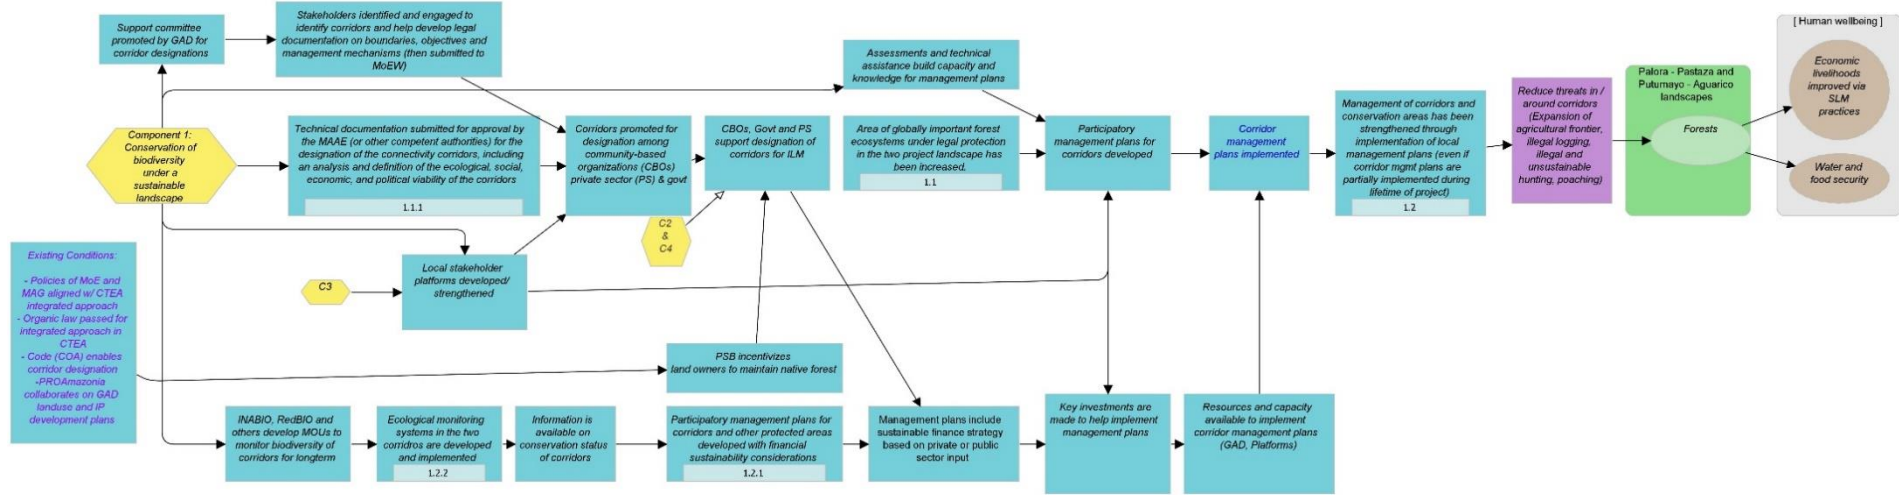 Support committee
promoted by GAD for
corridor designations
Stakeholders identified and engaged to
identify corridors and help develop legal
documentation on boundaries, objectives and
management mechanisms (then submitted to
MoEW)
Assessments and technical
assistance build capacity and
knowledge for management plans
[ Human wellbeing ]
Economic
livelihoods
improved via
SLM
practices
Water and
food security
Component 1:
Conservation of
biodiversity
under a
sustainable
landscape
Technical documentation submitted for approval by
the MAAE (or other competent authorities) for the
designation of the connectivity corridors, including
an analysis and definition of the ecological, social,
economic, and political viability of the corridors
1.1.1
Corridors promoted for
designation among
community-based
organizations (CBOs)
private sector (PS) & govt
CBOs, Govt and PS
support designation of
corridors for ILM
Area of globally important forest
ecosystems under legal protection
in the two project landscape has
been increased.
1.1
Participatory
management plans for
corridors developed
Corridor
management
plans implemented
Management of corridors and
conservation areas has been
strengthened through
implementation of local
management plans (even if
corridor mgmt plans are
partially implemented during
lifetime of project)
1.2
Reduce threats in /
around corridors
(Expansion of
agricultural frontier,
illegal logging,
illegal and
unsustainable
hunting, poaching)
Palora - Pastaza and
Putumayo - Aguarico
landscapes
Forests
C2
&
C4
C3
Local stakeholder
platforms developed/
strengthened
Existing Conditions:
- Policies of MoE and
MAG aligned w/ CTEA
integrated approach
- Organic law passed for
integrated approach in
CTEA
- Code (COA) enables
corridor designation
-PROAmazonia
collaborates on GAD
landuse and IP
development plans
PSB incentivizes
land owners to maintain native forest
INABIO, RedBIO and
others develop MOUs to
monitor biodiversity of
corridors for longterm
Ecological monitoring
systems in the two
corridros are developed
and implemented
1.2.2
Information is
available on
conservation status
of corridors
Participatory management plans for
corridors and other protected areas
developed with financial
sustainability considerations
1.2.1
Management plans include
sustainable finance strategy
based on private or public
sector input
Key investments are
made to help implement
management plans
Resources and capacity
available to implement
corridor management plans
(GAD, Platforms)